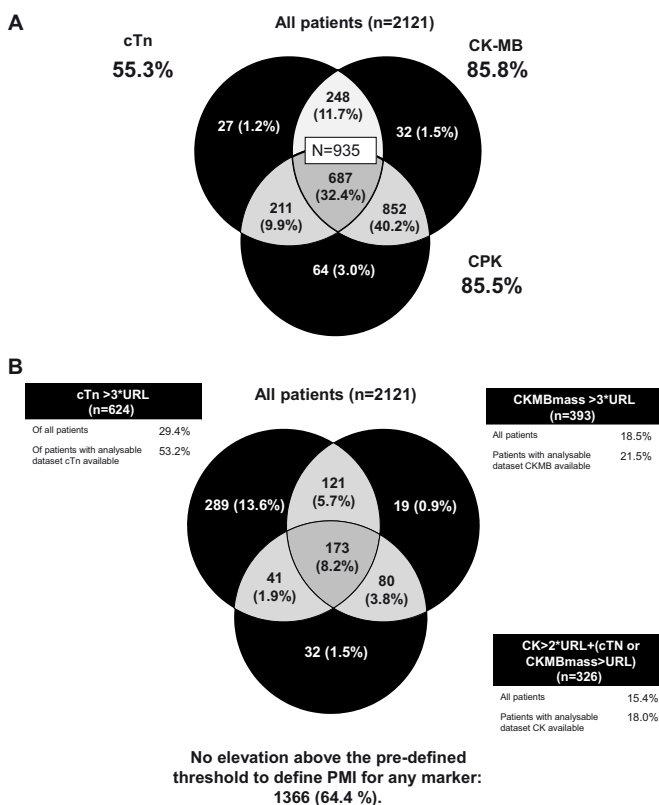 A
All patients (n=2121)
cTn
55.3%
CK-MB
85.8%
248
(11.7%)
27 (1.2%)
32 (1.5%)
N=935
687
(32.4%)
211
(9.9%)
852
(40.2%)
64 (3.0%)
CPK
85.5%
B
cTn >3*URL
(n=624)
Of all patients 29.4%
Of patients with analysable
dataset cTn available 53.2%
All patients (n=2121)
CKMBmass >3*URL
(n=393)
All patients 18.5%
Patients with analysable
dataset CKMB available 21.5%
121
(5.7%)
289 (13.6%)
19 (0.9%)
173
(8.2%)
41
(1.9%)
80
(3.8%)
32 (1.5%)
CK>2*URL+(cTN or
CKMBmass>URL)
(n=326)
All patients 15.4%
Patients with analysable
dataset CK available 18.0%
No elevation above the pre-defined
threshold to define PMI for any marker:
1366 (64.4 %).